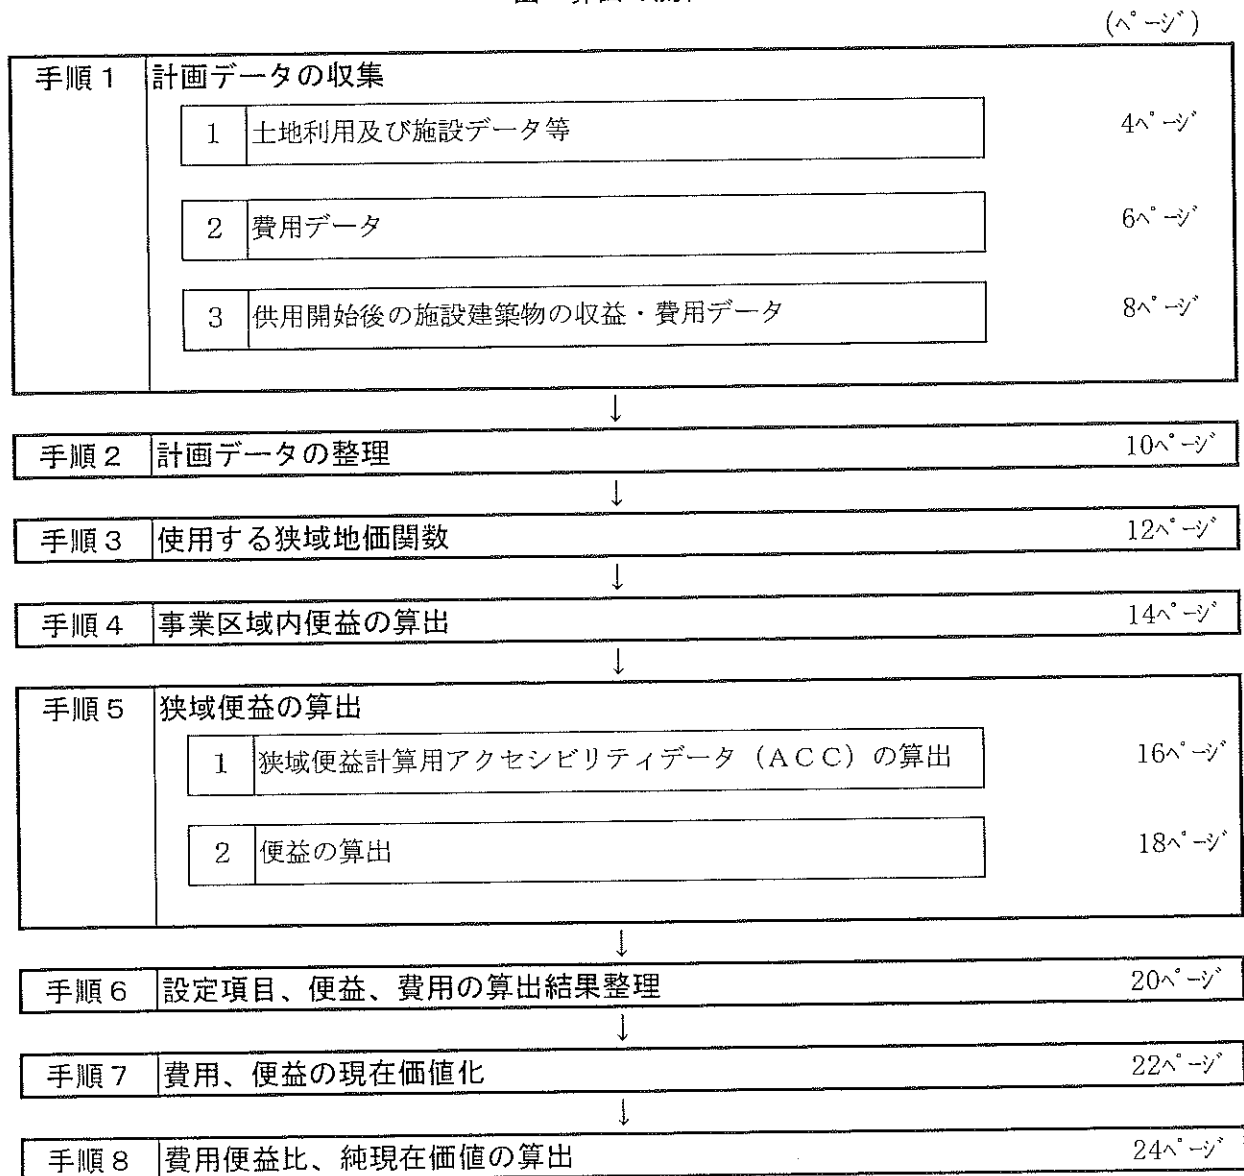 (ページ)
手順1 計画データの収集
1 土地利用及び施設データ等 4ページ
2 費用データ 6ページ
3 供用開始後の施設建築物の収益・費用データ 8ページ
↓
手順2 計画データの整理 10ページ
↓
手順3 使用する狭域地価関数 12ページ
↓
手順4 事業区域内便益の算出 14ページ
↓
手順5 狭域便益の算出
1 狭域便益計算用アクセシビリティデータ(ACC)の算出 16ページ
2 便益の算出 18ページ
↓
手順6 設定項目、便益、費用の算出結果整理 20ページ
↓
手順7 費用、便益の現在価値化 22ページ
↓
手順8 費用便益比、純現在価値の算出 24ページ